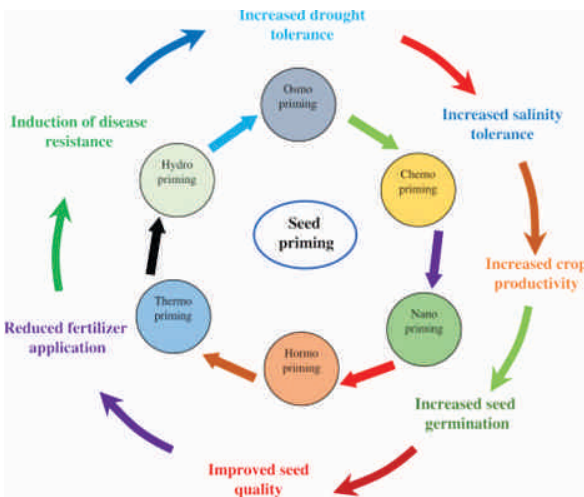 Increased drought
tolerance
Osmo
priming
Increased salinity
tolerance
Induction of disease
resistance
Hydro
priming
Chemo
priming
Seed
priming
Increased crop
productivity
Thermo
priming
Nano
priming
Reduced fertilizer
application
Hormo
priming
Increased seed
germination
Improved seed
quality